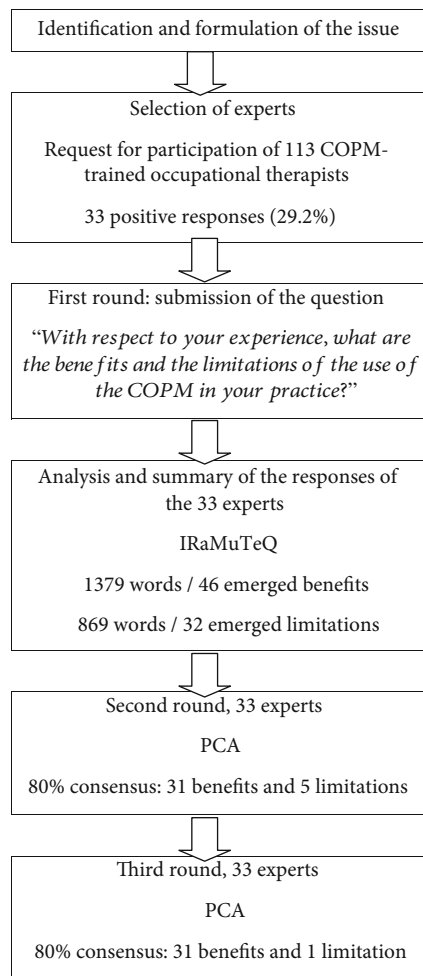 Identification and formulation of the issue
Selection of experts
Request for participation of 113 COPM-
trained occupational therapists
33 positive responses (29.2%)
First round: submission of the question
“With respect to your experience, what are
the benefits and the limitations of the use of
the COPM in your practice?”
Analysis and summary of the responses of
the 33 experts
IRaMuTeQ
1379 words / 46 emerged benefits
869 words / 32 emerged limitations
Second round, 33 experts
PCA
80% consensus: 31 benefits and 5 limitations
Third round, 33 experts
PCA
80% consensus: 31 benefits and 1 limitation